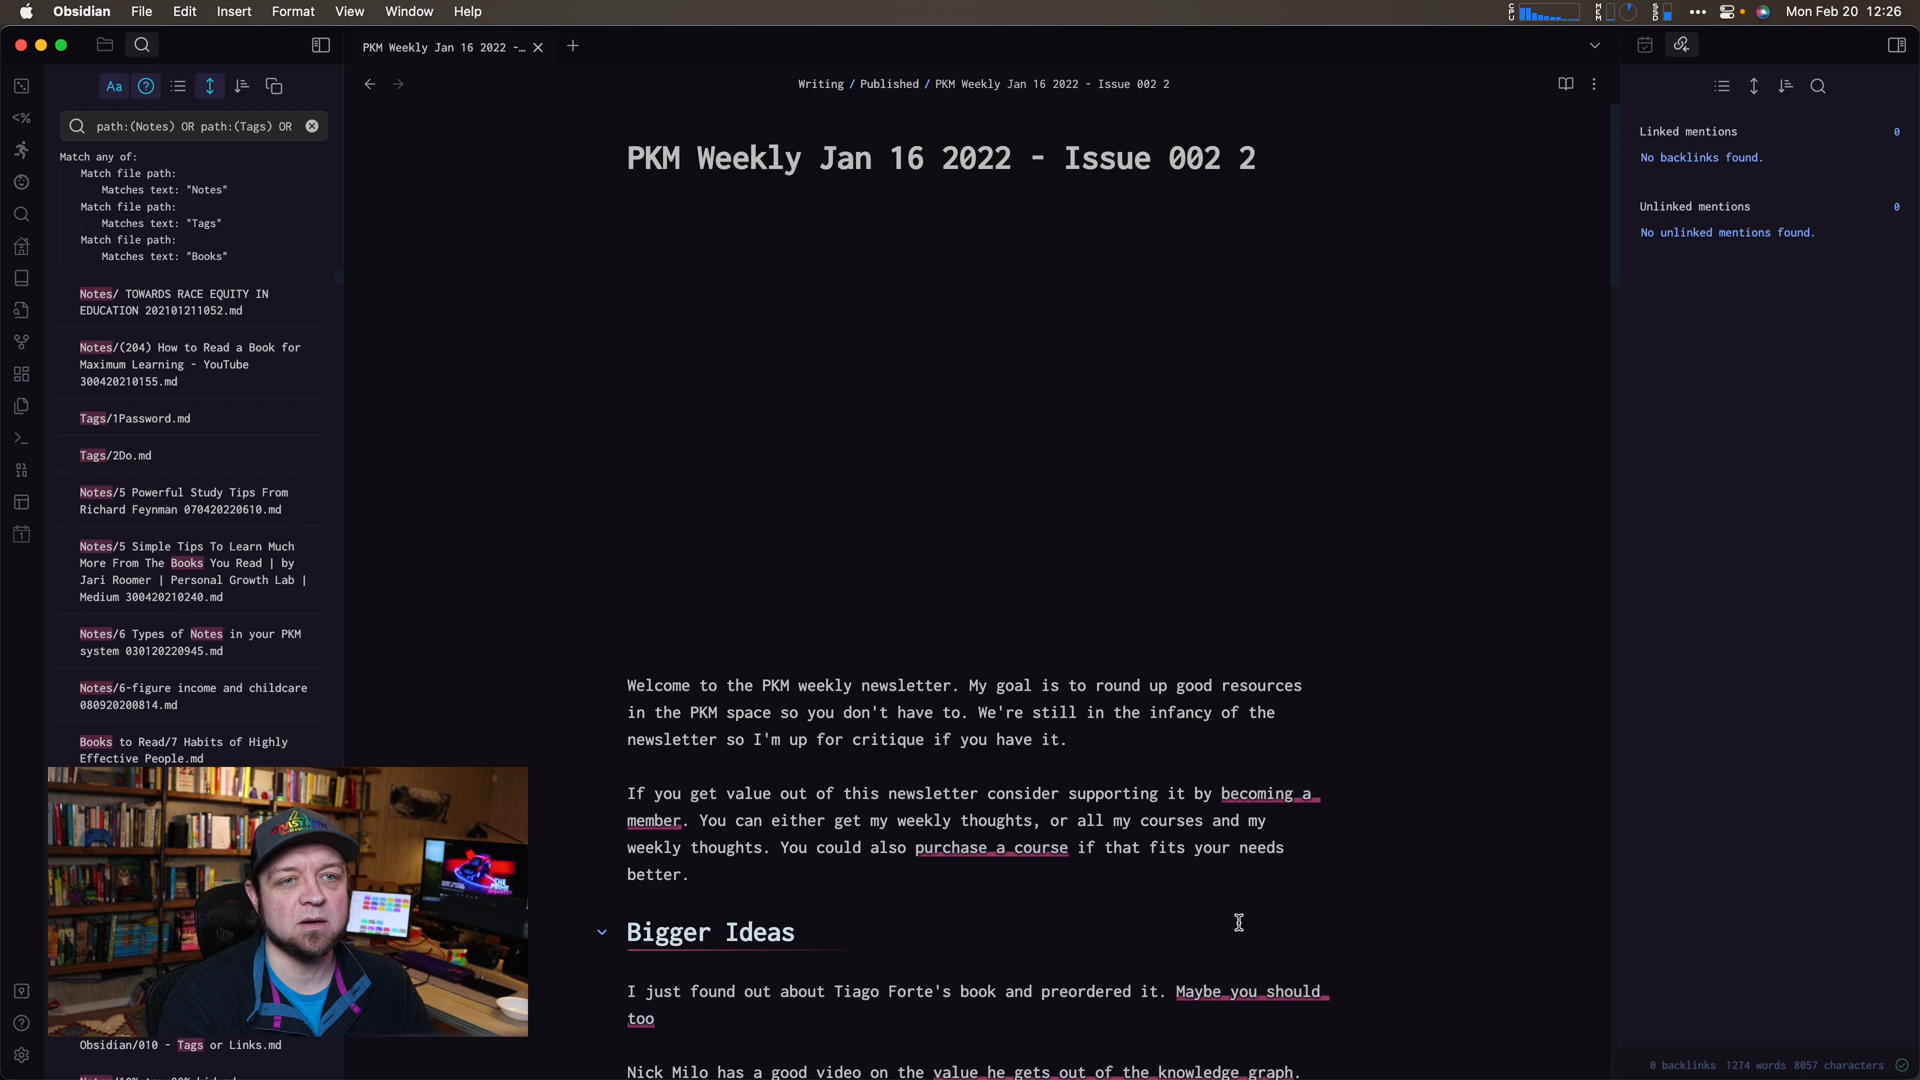 Obsidian File Edit Insert Format View Window Help
Mon Feb 20 12:26
PKM Weekly Jan 16 2022 -…
Writing / Published / PKM Weekly Jan 16 2022 - Issue 002 2
path:(Notes) OR path:(Tags) OR
Match any of:
Match file path:
Matches text: "Notes"
Match file path:
Matches text: "Tags"
Match file path:
Matches text: "Books"
Notes/ TOWARDS RACE EQUITY IN
EDUCATION 202101211052.md
Notes/(204) How to Read a Book for
Maximum Learning - YouTube
300420210155.md
Tags/1Password.md
Tags/2Do.md
Notes/5 Powerful Study Tips From
Richard Feynman 070420220610.md
Notes/5 Simple Tips To Learn Much
More From The Books You Read | by
Jari Roomer | Personal Growth Lab |
Medium 300420210240.md
Notes/6 Types of Notes in your PKM
system 030120220945.md
Notes/6-figure income and childcare
080920200814.md
Books to Read/7 Habits of Highly
Effective People.md
Obsidian/010 - Tags or Links.md
PKM Weekly Jan 16 2022 - Issue 002 2
Welcome to the PKM weekly newsletter. My goal is to round up good resources
in the PKM space so you don't have to. We're still in the infancy of the
newsletter so I'm up for critique if you have it.
If you get value out of this newsletter consider supporting it by becoming a
member. You can either get my weekly thoughts, or all my courses and my
weekly thoughts. You could also purchase a course if that fits your needs
better.
Bigger Ideas
I just found out about Tiago Forte's book and preordered it. Maybe you should
too
Nick Milo has a good video on the value he gets out of the knowledge graph.
Linked mentions 0
No backlinks found.
Unlinked mentions 0
No unlinked mentions found.
0 backlinks 1274 words 8057 characters